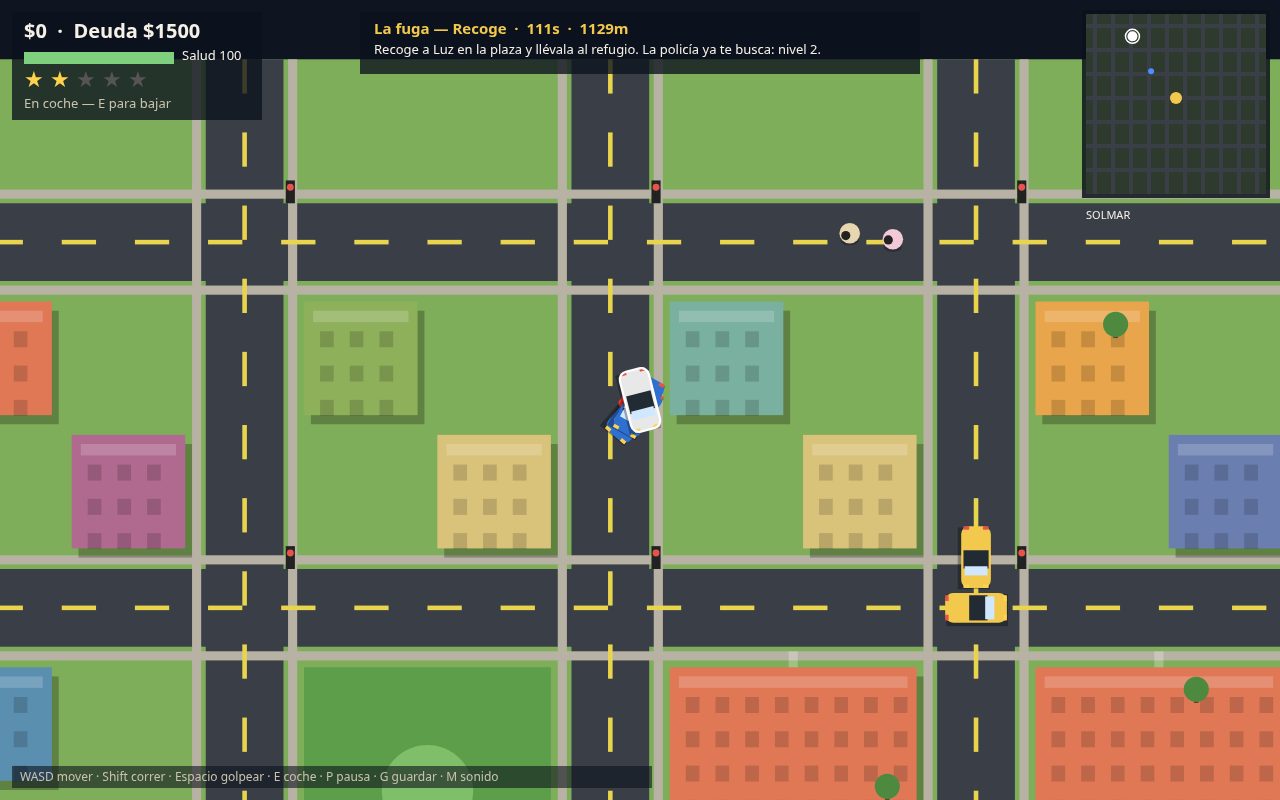 $0 · Deuda $1500
Salud 100
En coche — E para bajar
La fuga — Recoge · 111s · 1129m
Recoge a Luz en la plaza y llévala al refugio. La policía ya te busca: nivel 2.
SOLMAR
WASD mover · Shift correr · Espacio golpear · E coche · P pausa · G guardar · M sonido